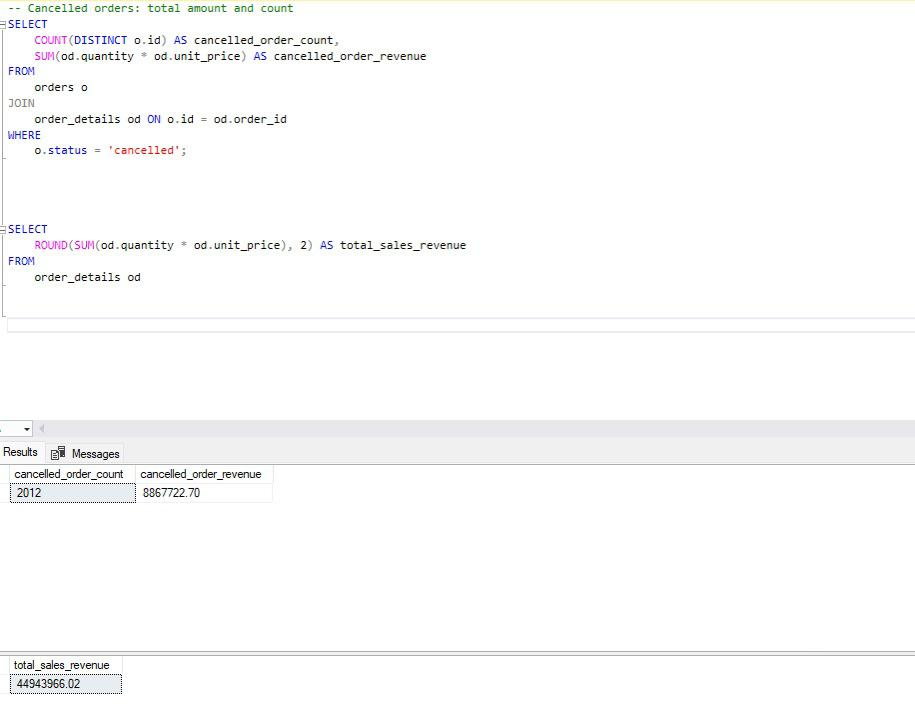 -- Cancelled orders: total amount and count
SELECT
COUNT(DISTINCT o.id) AS cancelled_order_count,
SUM(od.quantity * od.unit_price) AS cancelled_order_revenue
FROM
orders o
JOIN
order_details od ON o.id = od.order_id
WHERE
o.status = 'cancelled';
SELECT
ROUND(SUM(od.quantity * od.unit_price), 2) AS total_sales_revenue
FROM
order_details od
Results Messages
cancelled_order_count cancelled_order_revenue
2012 8867722.70
total_sales_revenue
44943966.02